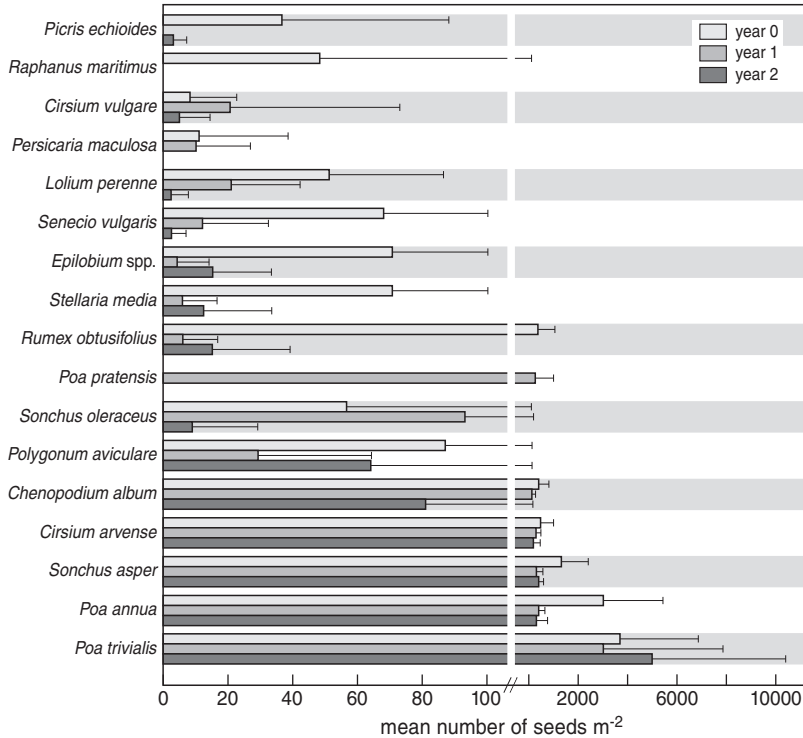 Picris echioides
Raphanus maritimus
Cirsium vulgare
Persicaria maculosa
Lolium perenne
Senecio vulgaris
Epilobium spp.
Stellaria media
Rumex obtusifolius
Poa pratensis
Sonchus oleraceus
Polygonum aviculare
Chenopodium album
Cirsium arvense
Sonchus asper
Poa annua
Poa trivialis
year 0
year 1
year 2
0 20 40 60 80 100 2000 6000 10000
mean number of seeds m-2